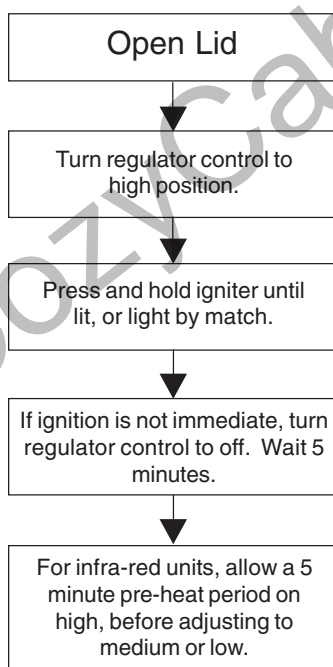 Open Lid
Turn regulator control to
high position.
Press and hold igniter until
lit, or light by match.
If ignition is not immediate, turn
regulator control to off. Wait 5
minutes.
For infra-red units, allow a 5
minute pre-heat period on
high, before adjusting to
medium or low.